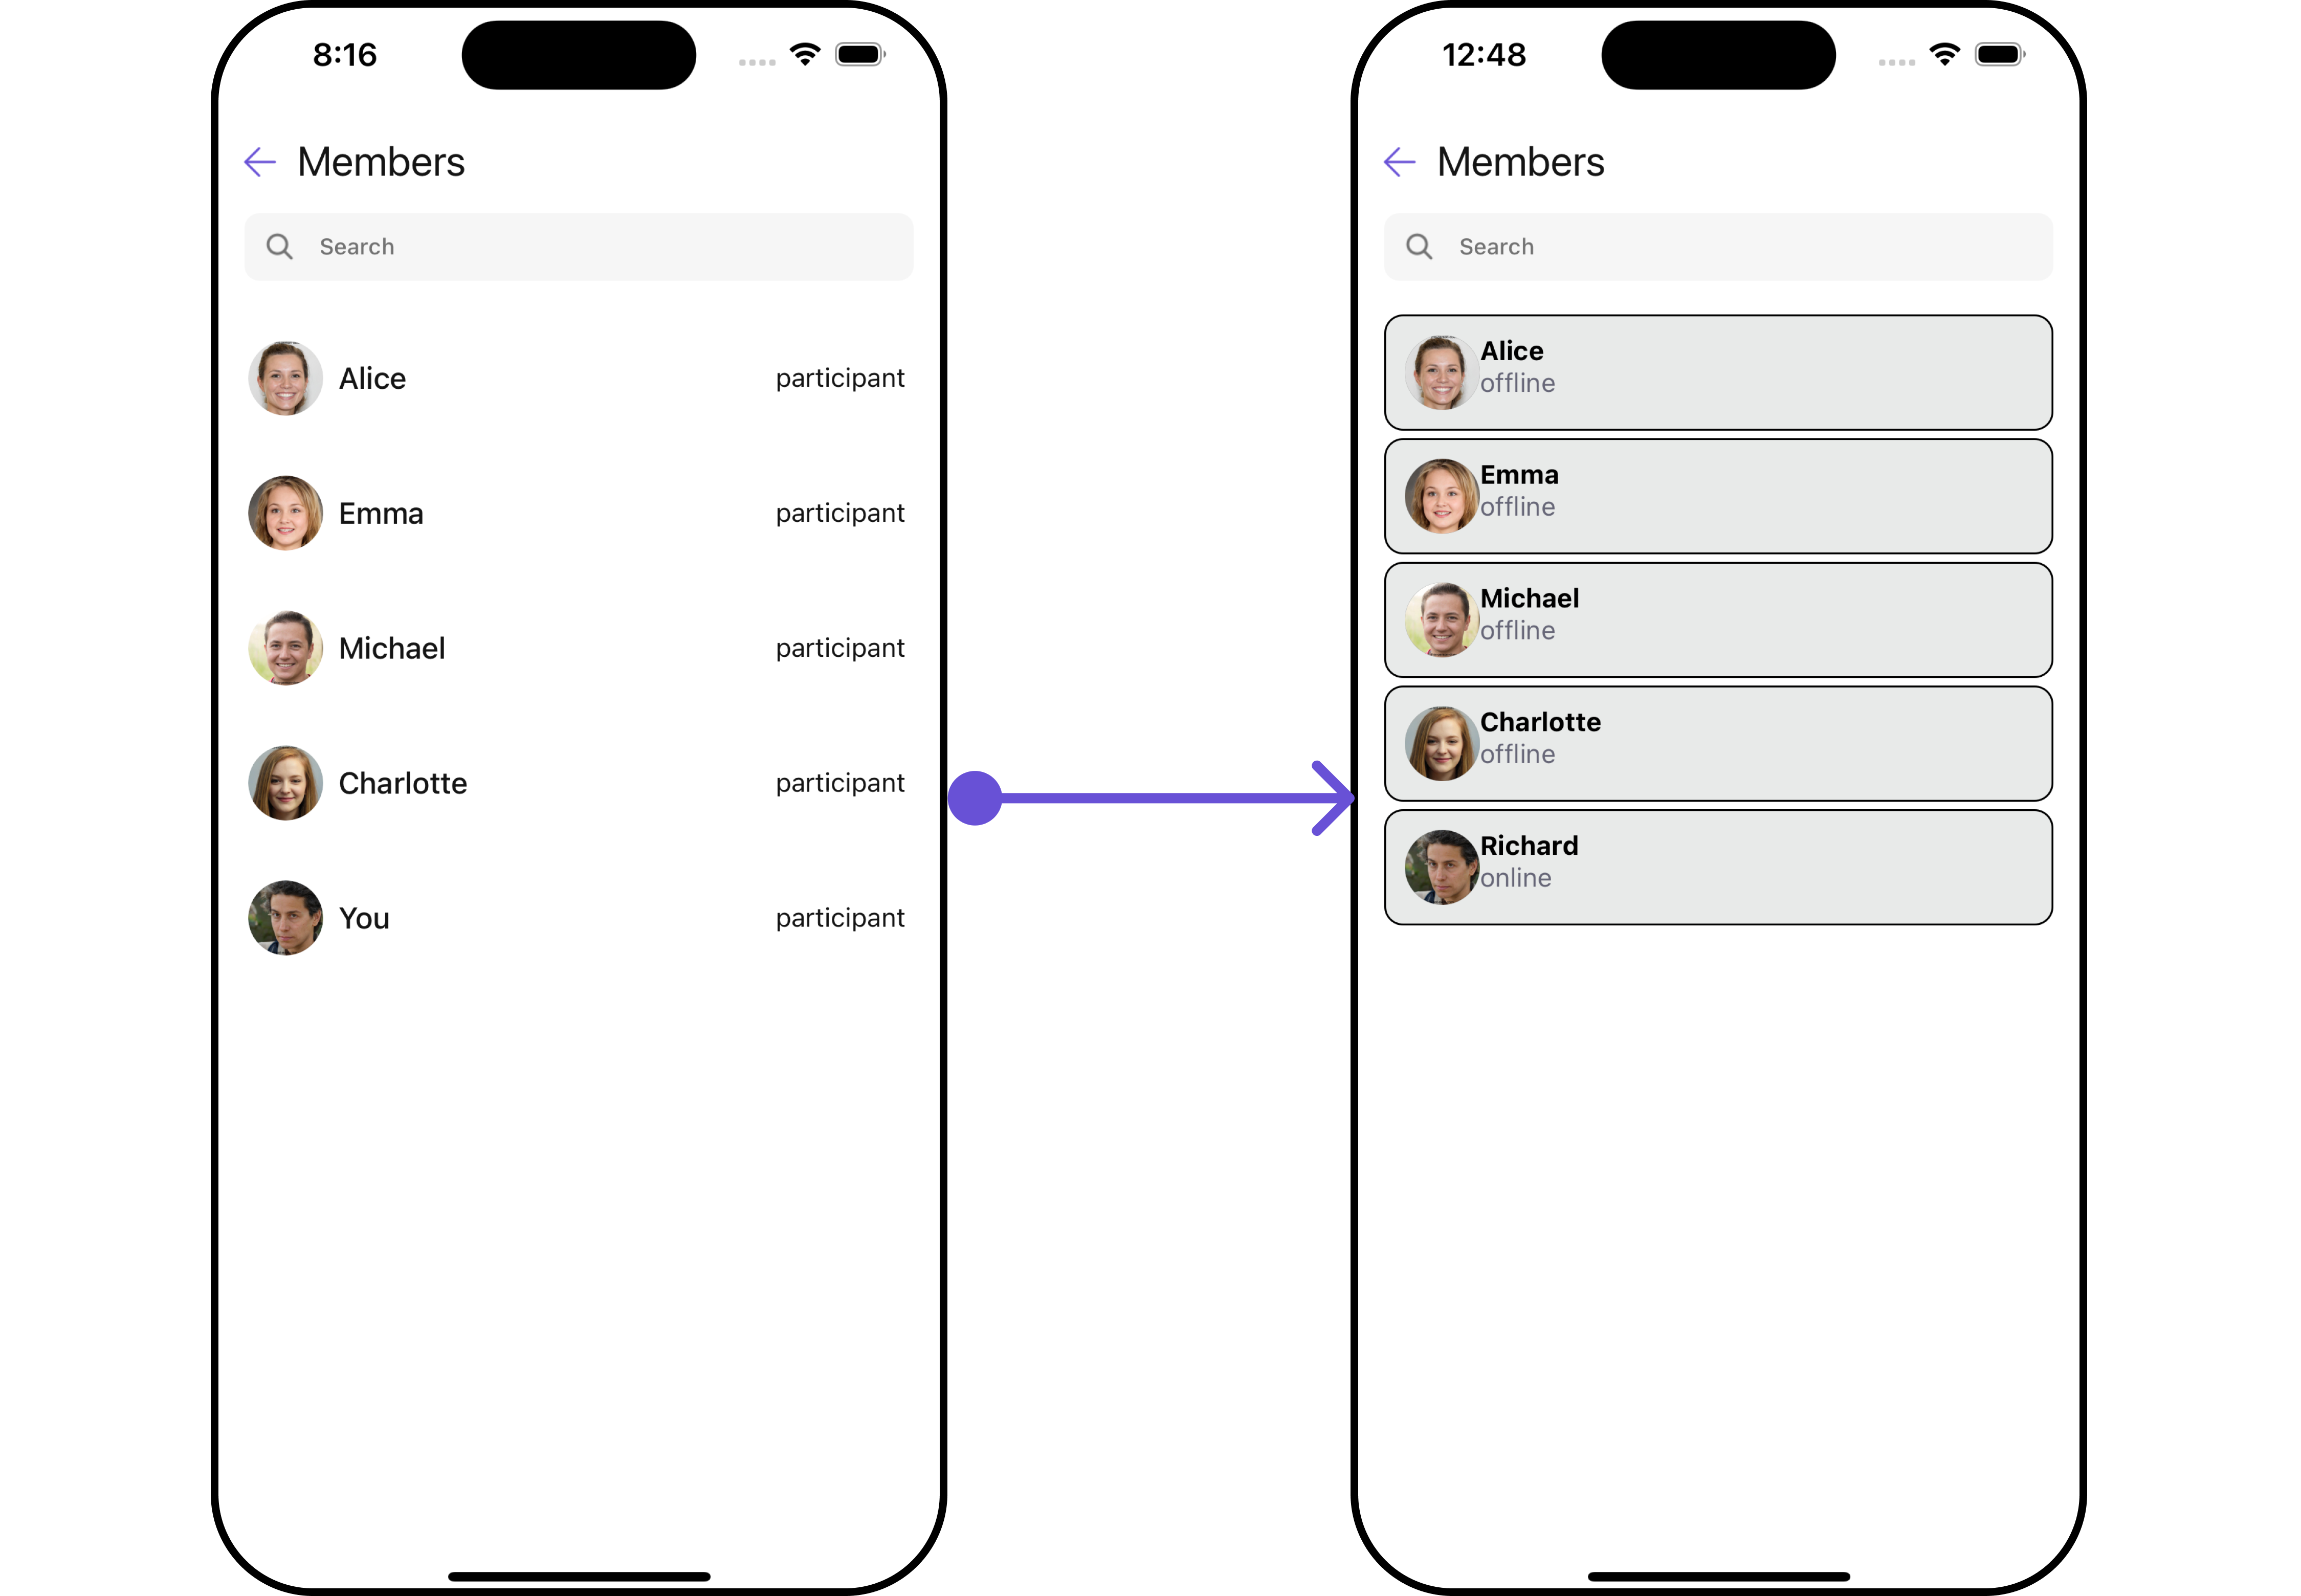 8:16
Members
Search
Alice participant
Emma participant
Michael participant
Charlotte participant
You participant
12:48
Members
Search
Alice
offline
Emma
offline
Michael
offline
Charlotte
offline
Richard
online